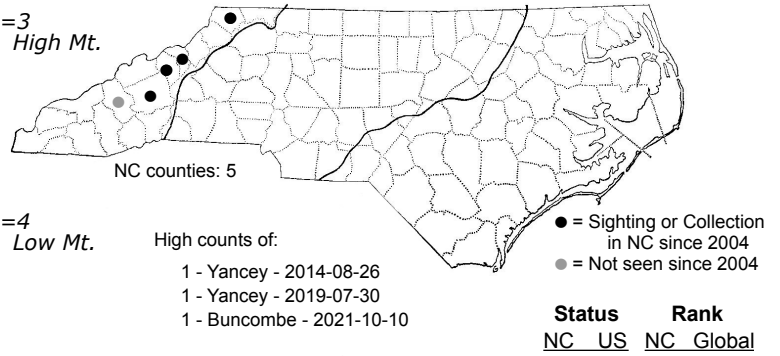 =3
High Mt.
NC counties: 5
=4
Low Mt.
High counts of:
1 - Yancey - 2014-08-26
1 - Yancey - 2019-07-30
1 - Buncombe - 2021-10-10
= Sighting or Collection
in NC since 2004
= Not seen since 2004
Status Rank
NC US NC Global